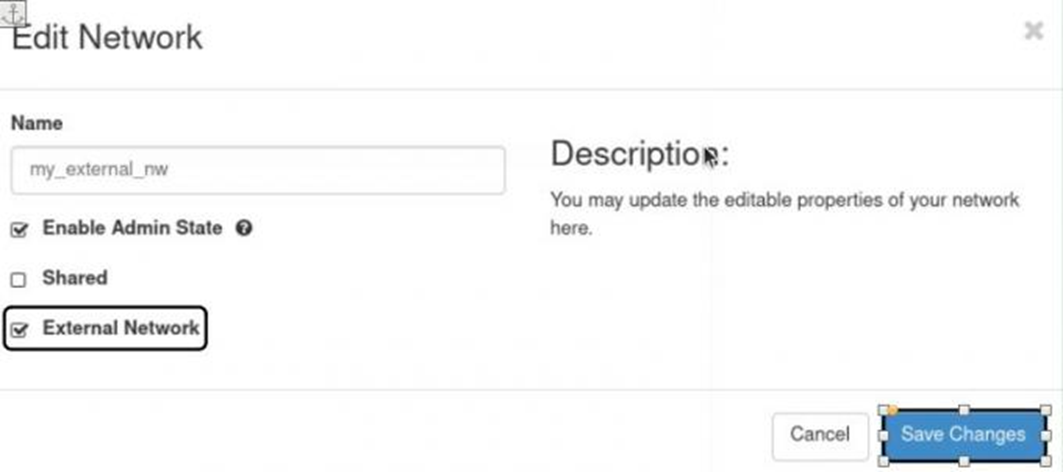 Edit Network
Name
my_external_nw
Enable Admin State
Shared
External Network
Description:
You may update the editable properties of your network
here.
Cancel
Save Changes